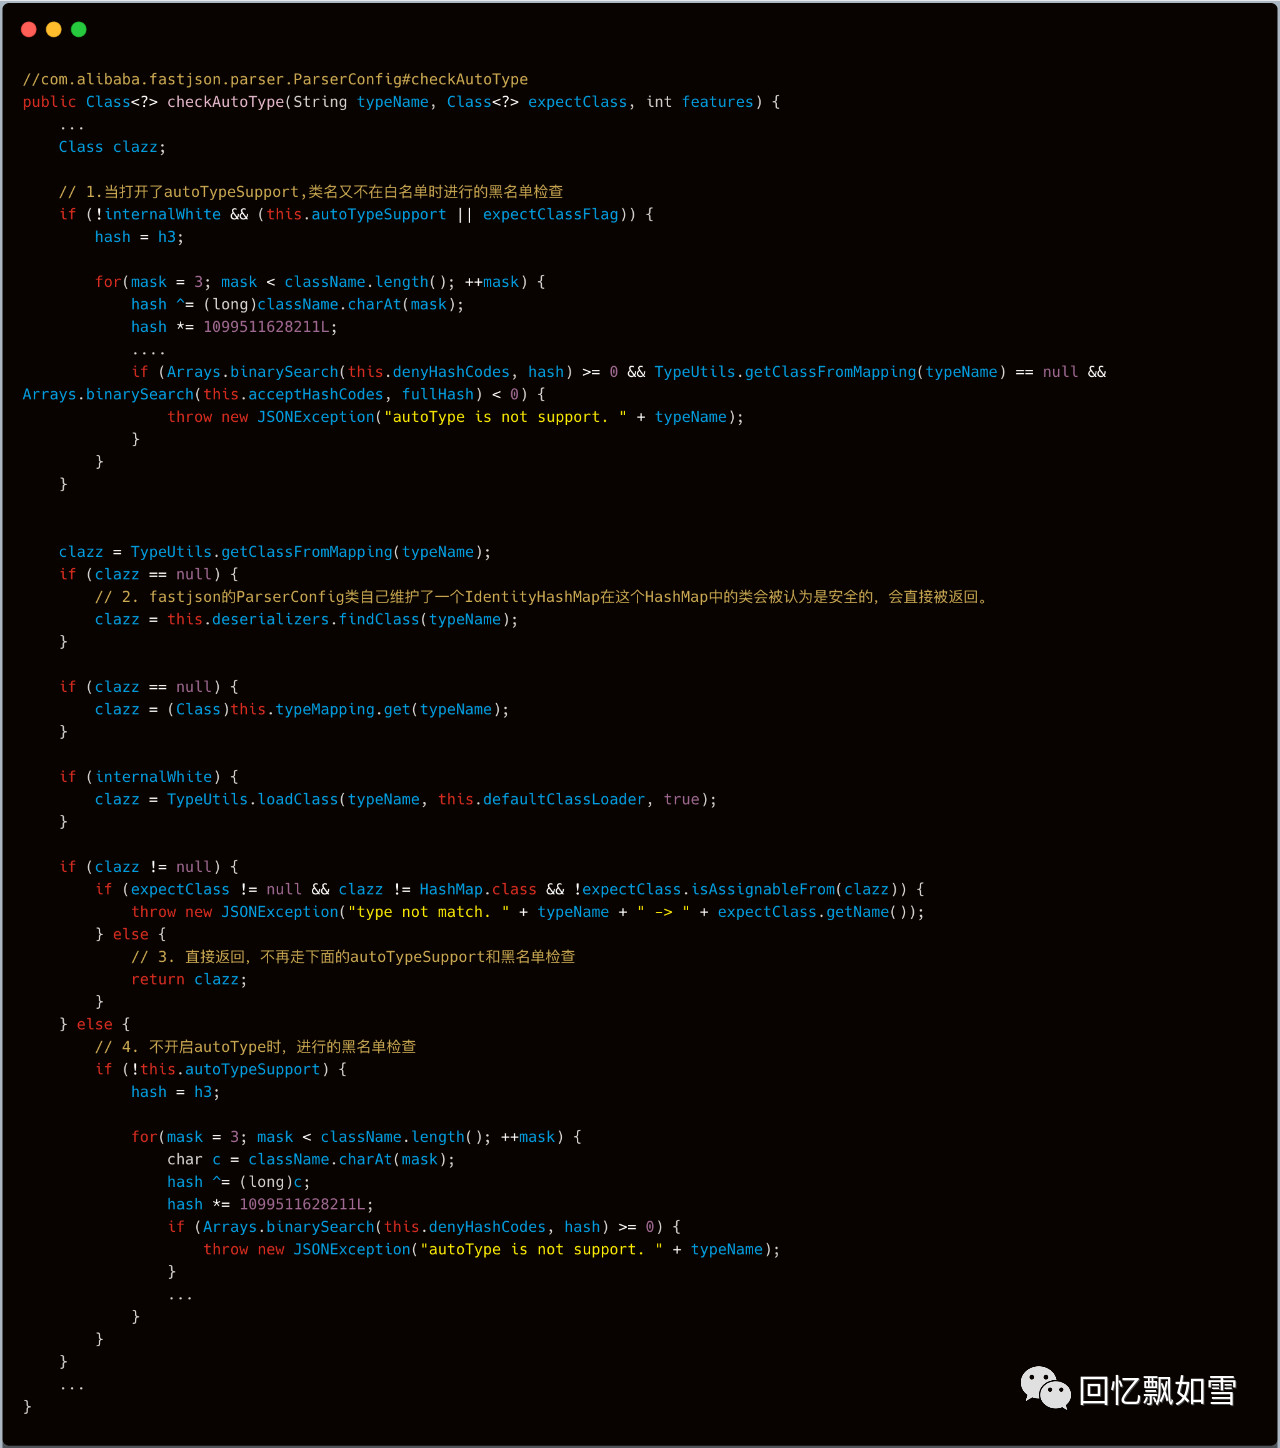 //com.alibaba.fastjson.parser.ParserConfig#checkAutoType
public Class<?> checkAutoType(String typeName, Class<?> expectClass, int features) {
    ...
    Class clazz;

    // 1.当打开了autoTypeSupport,类名又不在白名单时进行的黑名单检查
    if (!internalWhite && (this.autoTypeSupport || expectClassFlag)) {
        hash = h3;

        for(mask = 3; mask < className.length(); ++mask) {
            hash ^= (long)className.charAt(mask);
            hash *= 1099511628211L;
            ....
            if (Arrays.binarySearch(this.denyHashCodes, hash) >= 0 && TypeUtils.getClassFromMapping(typeName) == null &&
Arrays.binarySearch(this.acceptHashCodes, fullHash) < 0) {
                throw new JSONException("autoType is not support. " + typeName);
            }
        }
    }


    clazz = TypeUtils.getClassFromMapping(typeName);
    if (clazz == null) {
        // 2. fastjson的ParserConfig类自己维护了一个IdentityHashMap在这个HashMap中的类会被认为是安全的，会直接被返回。
        clazz = this.deserializers.findClass(typeName);
    }

    if (clazz == null) {
        clazz = (Class)this.typeMapping.get(typeName);
    }

    if (internalWhite) {
        clazz = TypeUtils.loadClass(typeName, this.defaultClassLoader, true);
    }

    if (clazz != null) {
        if (expectClass != null && clazz != HashMap.class && !expectClass.isAssignableFrom(clazz)) {
            throw new JSONException("type not match. " + typeName + " -> " + expectClass.getName());
        } else {
            // 3. 直接返回，不再走下面的autoTypeSupport和黑名单检查
            return clazz;
        }
    } else {
        // 4. 不开启autoType时，进行的黑名单检查
        if (!this.autoTypeSupport) {
            hash = h3;

            for(mask = 3; mask < className.length(); ++mask) {
                char c = className.charAt(mask);
                hash ^= (long)c;
                hash *= 1099511628211L;
                if (Arrays.binarySearch(this.denyHashCodes, hash) >= 0) {
                    throw new JSONException("autoType is not support. " + typeName);
                }
                ...
            }
        }
    }
    ...
}
回忆飘如雪